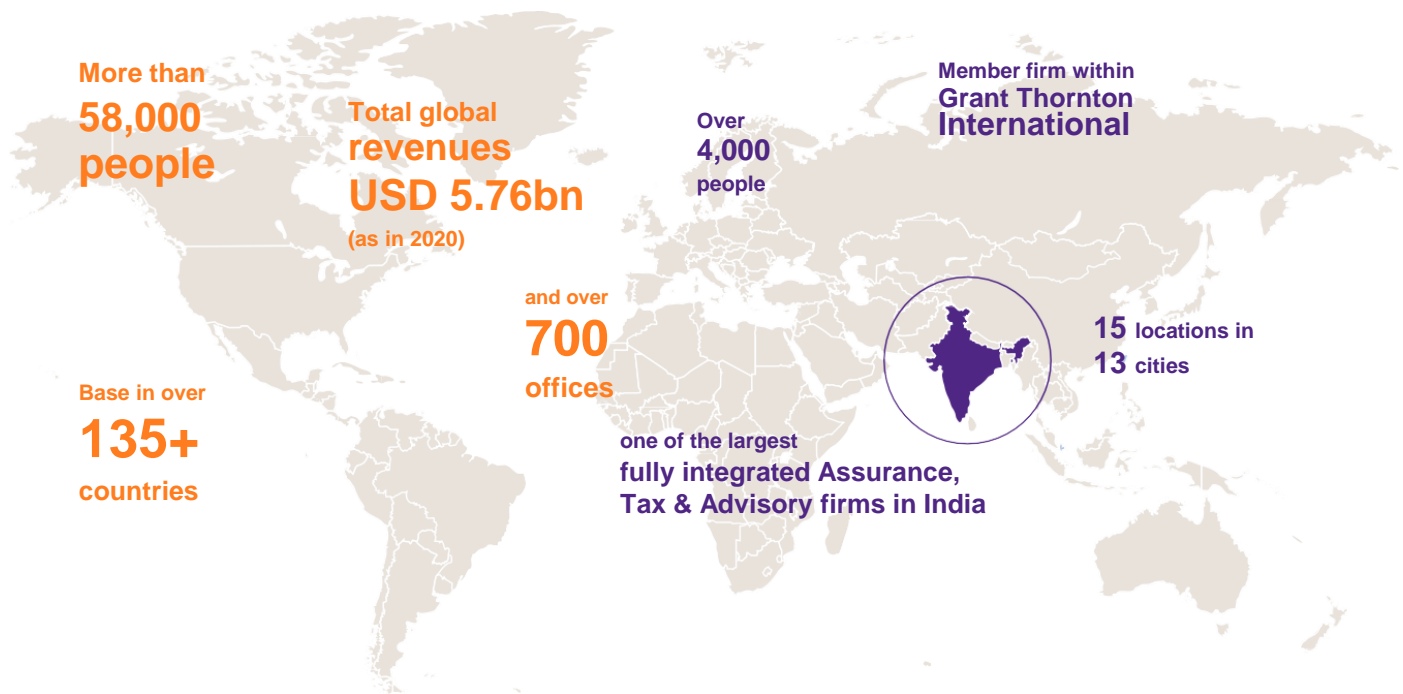 More than
58,000
people
Total global
revenues
USD 5.76bn
(as in 2020)
Base in over
135+
countries
and over
700
offices
Over
4,000
people
Member firm within
Grant Thornton
International
15 locations in
13 cities
one of the largest
fully integrated Assurance,
Tax & Advisory firms in India